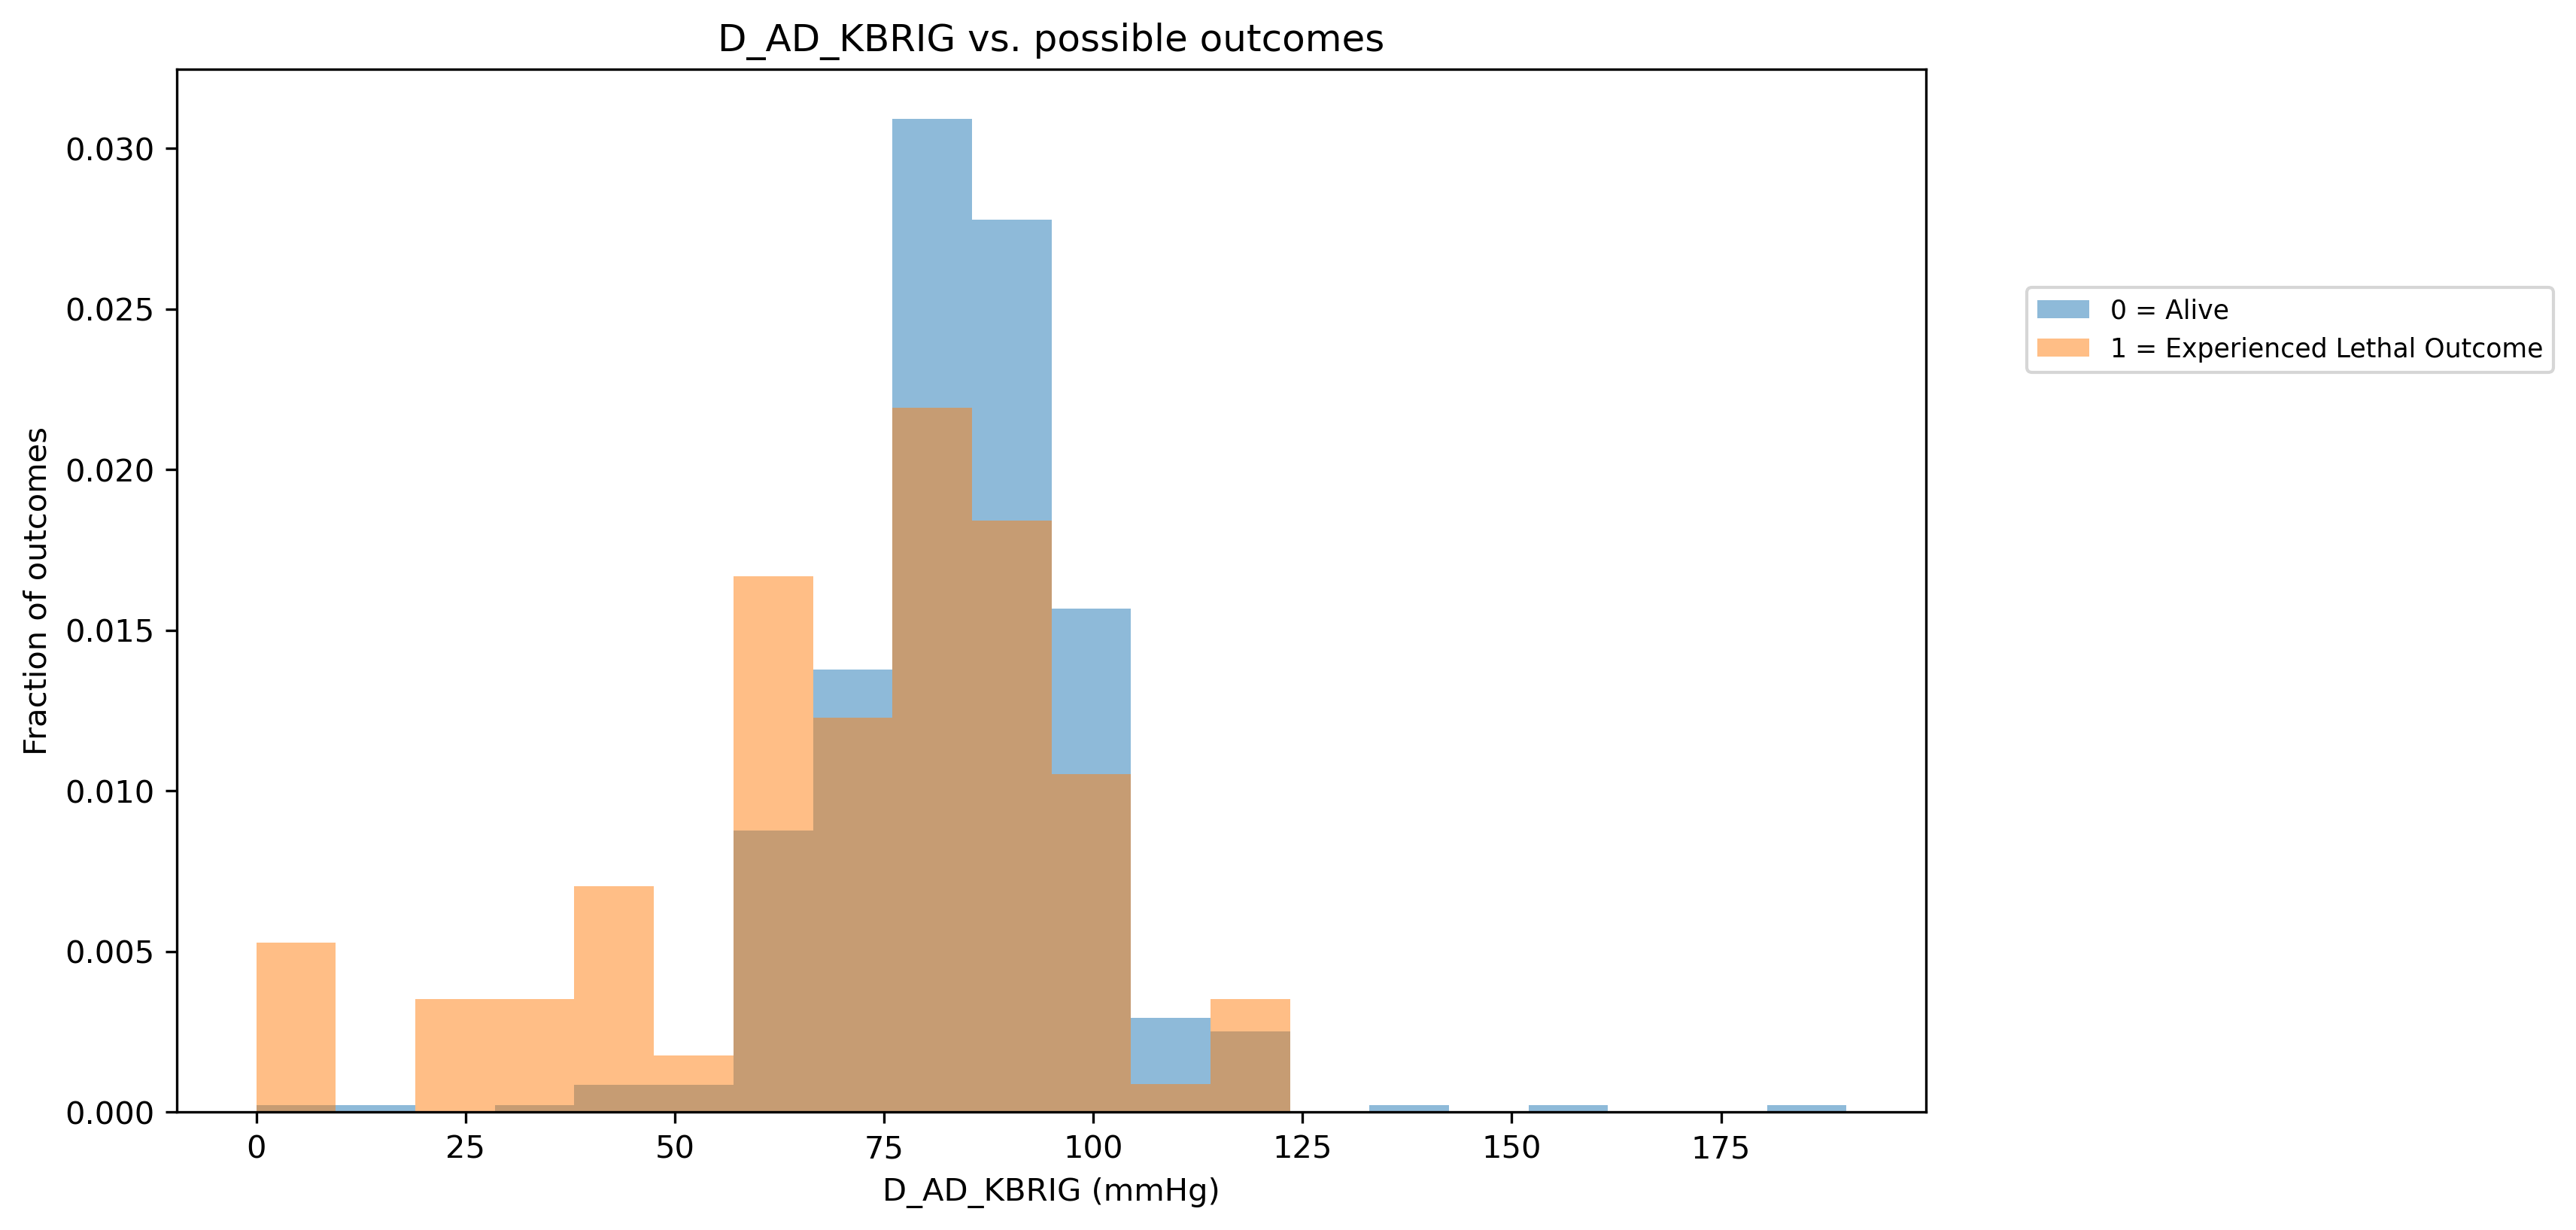 D_AD_KBRIG vs. possible outcomes
Fraction of outcomes
0.030
0.025
0.020
0.015
0.010
0.005
0.000
0 25 50 75 100 125 150 175
D_AD_KBRIG (mmHg)
0 = Alive
1 = Experienced Lethal Outcome